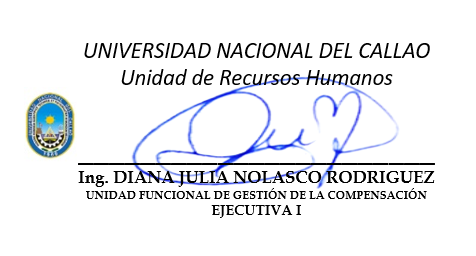 UNIVERSIDAD NACIONAL DEL CALLAO
Unidad de Recursos Humanos
Ing. DIANA JULIA NOLASCO RODRIGUEZ
UNIDAD FUNCIONAL DE GESTIÓN DE LA COMPENSACIÓN
EJECUTIVA I